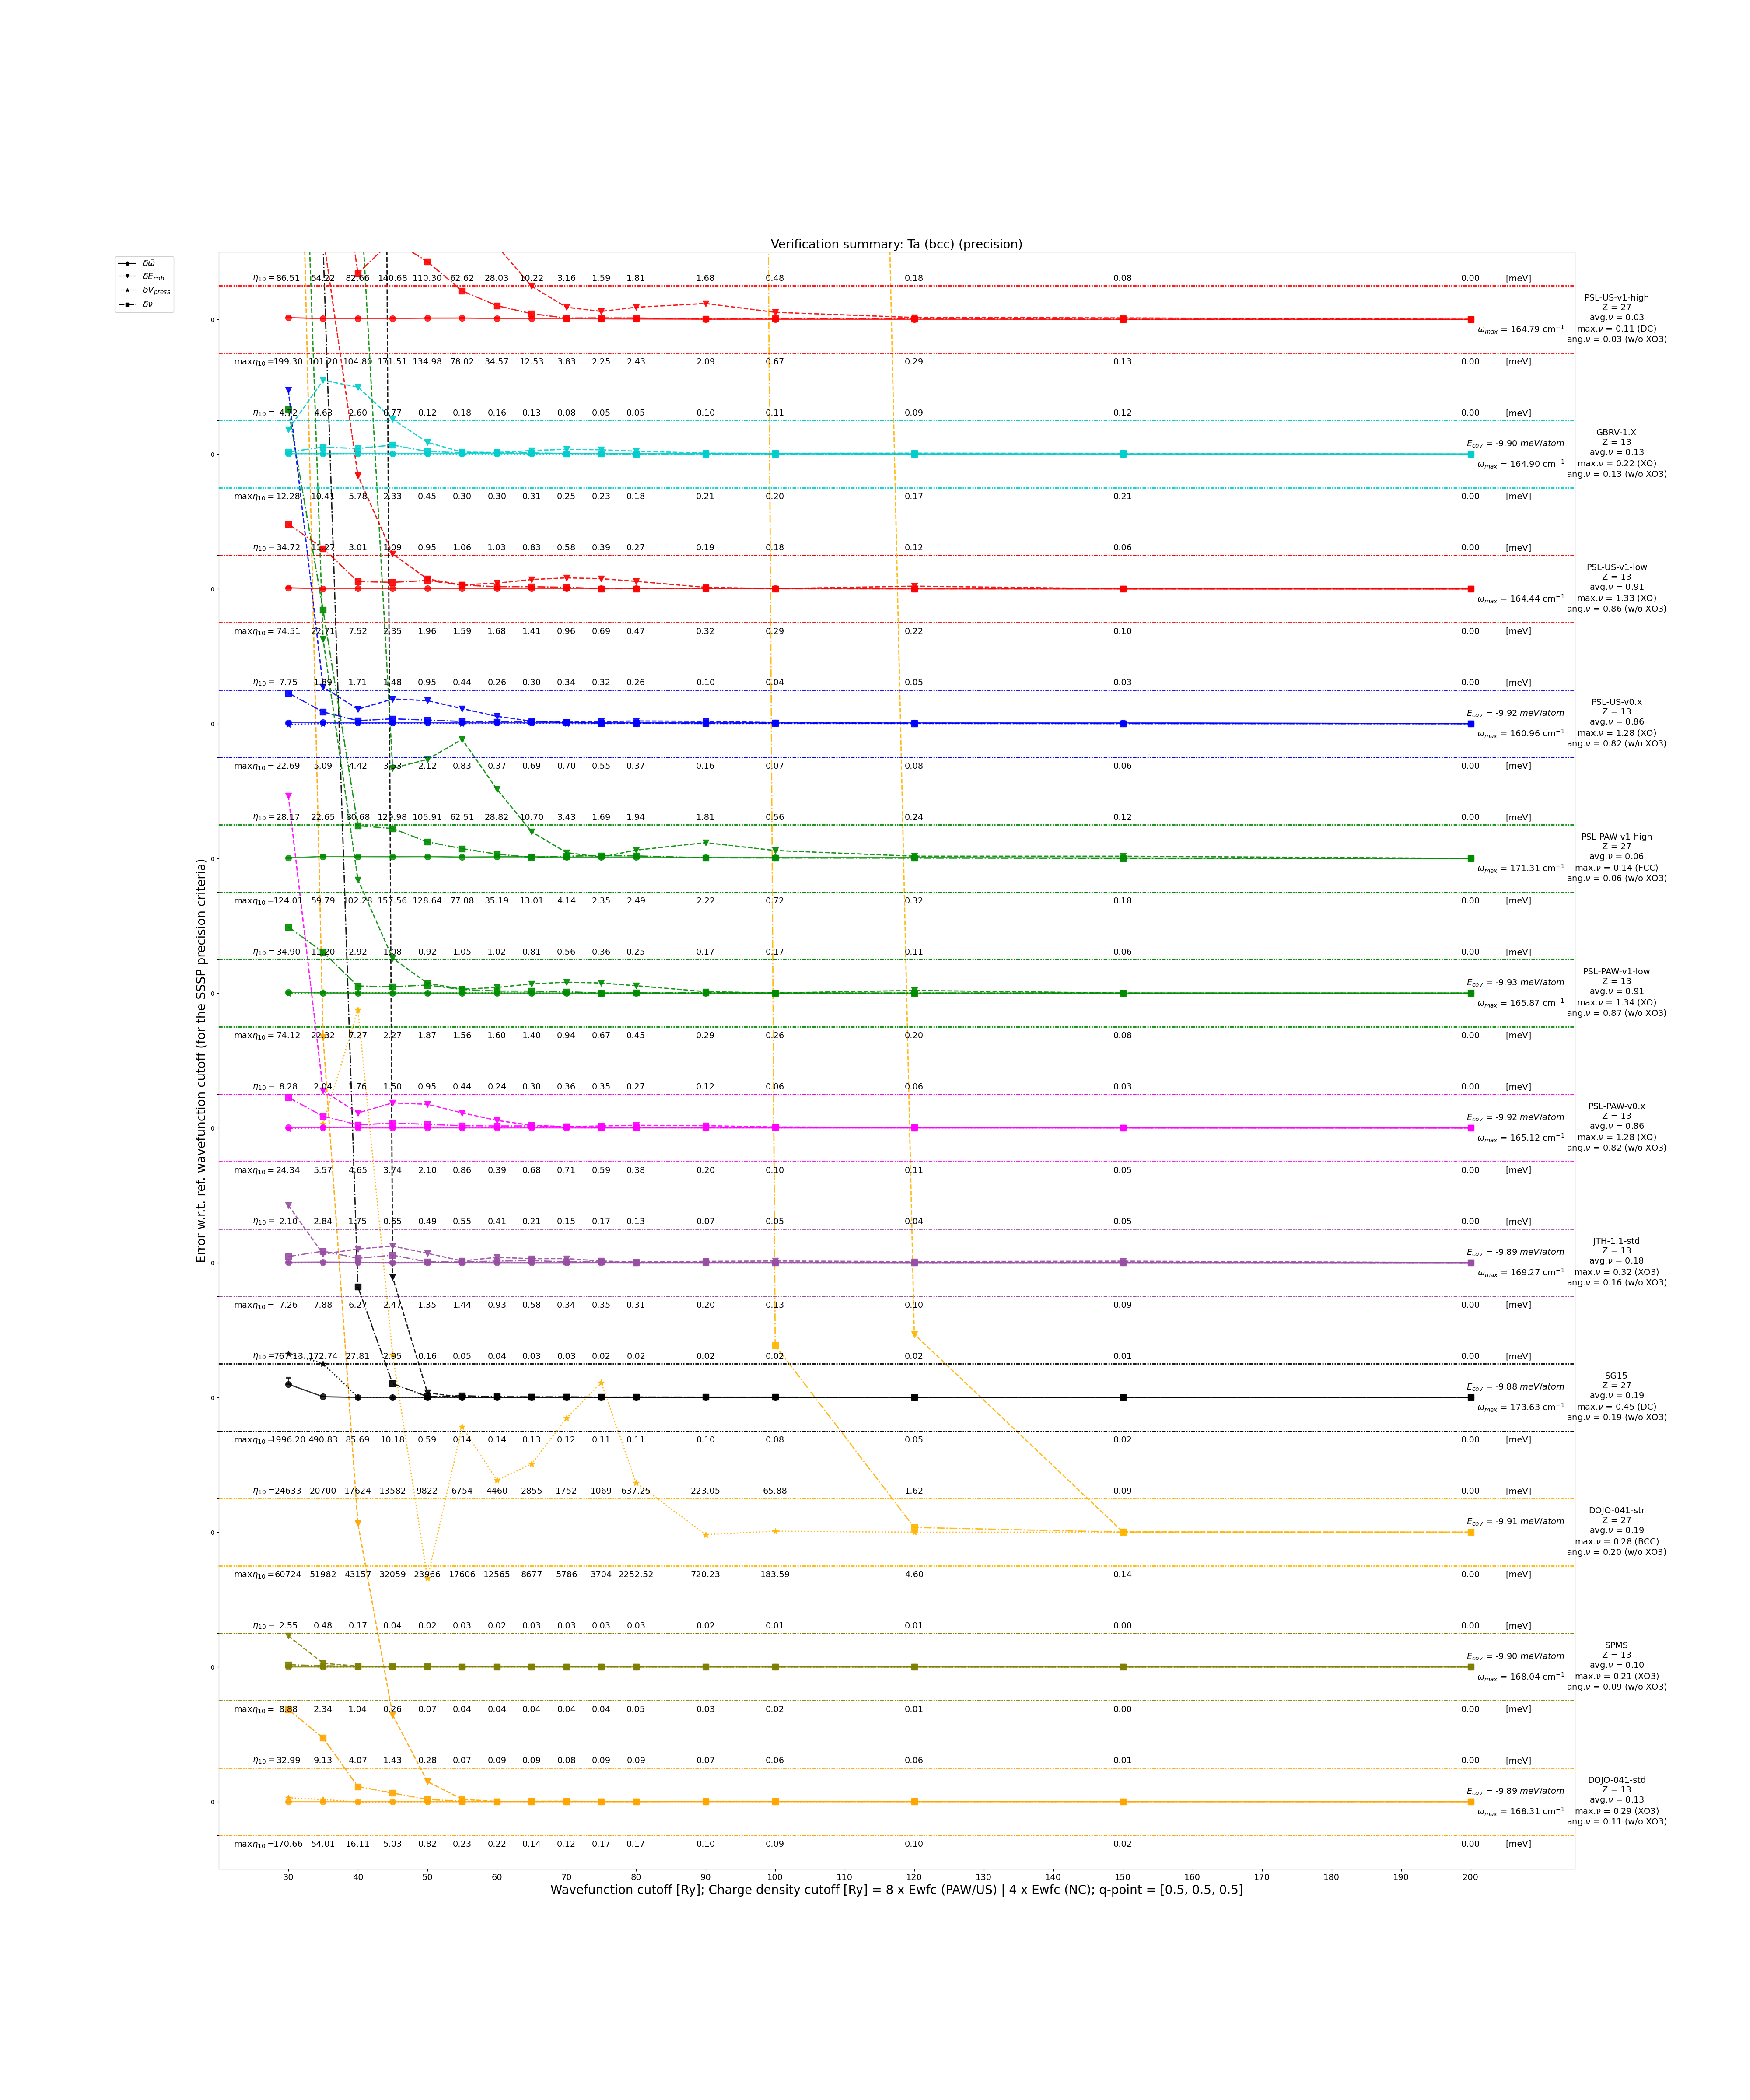 Verification summary: Ta (bcc) (precision)
δω̄
δE_coh
δV_press
δν
Error w.r.t. ref. wavefunction cutoff (for the SSSP precision criteria)
η₁₀ = 86.51 54.22 82.66 140.68 110.30 62.62 28.03 10.22 3.16 1.59 1.81 1.68 0.48 0.18 0.08 0.00 [meV]
0
ω_max = 164.79 cm⁻¹
PSL-US-v1-high
Z = 27
avg.ν = 0.03
max.ν = 0.11 (DC)
ang.ν = 0.03 (w/o XO3)
maxη₁₀ = 199.30 101.20 104.80 171.51 134.98 78.02 34.57 12.53 3.83 2.25 2.43 2.09 0.67 0.29 0.13 0.00 [meV]
η₁₀ = 4.63 2.60 0.77 0.12 0.18 0.16 0.13 0.08 0.05 0.05 0.10 0.11 0.09 0.12 0.00 [meV]
0
E_cov = -9.90 meV/atom
ω_max = 164.90 cm⁻¹
GBRV-1.X
Z = 13
avg.ν = 0.13
max.ν = 0.22 (XO)
ang.ν = 0.13 (w/o XO3)
maxη₁₀ = 12.28 10.41 5.78 2.33 0.45 0.30 0.30 0.31 0.25 0.23 0.18 0.21 0.20 0.17 0.21 0.00 [meV]
η₁₀ = 34.72 11.27 3.01 1.09 0.95 1.06 1.03 0.83 0.58 0.39 0.27 0.19 0.18 0.12 0.06 0.00 [meV]
0
ω_max = 164.44 cm⁻¹
PSL-US-v1-low
Z = 13
avg.ν = 0.91
max.ν = 1.33 (XO)
ang.ν = 0.86 (w/o XO3)
maxη₁₀ = 74.51 22.71 7.52 2.35 1.96 1.59 1.68 1.41 0.96 0.69 0.47 0.32 0.29 0.22 0.10 0.00 [meV]
η₁₀ = 7.75 1.89 1.71 1.48 0.95 0.44 0.26 0.30 0.34 0.32 0.26 0.10 0.04 0.05 0.03 0.00 [meV]
0
E_cov = -9.92 meV/atom
ω_max = 160.96 cm⁻¹
PSL-US-v0.x
Z = 13
avg.ν = 0.86
max.ν = 1.28 (XO)
ang.ν = 0.82 (w/o XO3)
maxη₁₀ = 22.69 5.09 4.42 3.53 2.12 0.83 0.37 0.69 0.70 0.55 0.37 0.16 0.07 0.08 0.06 0.00 [meV]
η₁₀ = 28.17 22.65 80.68 129.98 105.91 62.51 28.82 10.70 3.43 1.69 1.94 1.81 0.56 0.24 0.12 0.00 [meV]
0
ω_max = 171.31 cm⁻¹
PSL-PAW-v1-high
Z = 27
avg.ν = 0.06
max.ν = 0.14 (FCC)
ang.ν = 0.06 (w/o XO3)
maxη₁₀ = 124.01 59.79 102.28 157.56 128.64 77.08 35.19 13.01 4.14 2.35 2.49 2.22 0.72 0.32 0.18 0.00 [meV]
η₁₀ = 34.90 11.20 2.92 1.08 0.92 1.05 1.02 0.81 0.56 0.36 0.25 0.17 0.17 0.11 0.06 0.00 [meV]
0
E_cov = -9.93 meV/atom
ω_max = 165.87 cm⁻¹
PSL-PAW-v1-low
Z = 13
avg.ν = 0.91
max.ν = 1.34 (XO)
ang.ν = 0.87 (w/o XO3)
maxη₁₀ = 74.12 22.32 7.27 2.27 1.87 1.56 1.60 1.40 0.94 0.67 0.45 0.29 0.26 0.20 0.08 0.00 [meV]
η₁₀ = 8.28 2.04 1.76 1.50 0.95 0.44 0.24 0.30 0.36 0.35 0.27 0.12 0.06 0.06 0.03 0.00 [meV]
0
E_cov = -9.92 meV/atom
ω_max = 165.12 cm⁻¹
PSL-PAW-v0.x
Z = 13
avg.ν = 0.86
max.ν = 1.28 (XO)
ang.ν = 0.82 (w/o XO3)
maxη₁₀ = 24.34 5.57 4.65 3.74 2.10 0.86 0.39 0.68 0.71 0.59 0.38 0.20 0.10 0.11 0.05 0.00 [meV]
η₁₀ = 2.10 2.84 1.75 0.65 0.49 0.55 0.41 0.21 0.15 0.17 0.13 0.07 0.05 0.04 0.05 0.00 [meV]
0
E_cov = -9.89 meV/atom
ω_max = 169.27 cm⁻¹
JTH-1.1-std
Z = 13
avg.ν = 0.18
max.ν = 0.32 (XO3)
ang.ν = 0.16 (w/o XO3)
maxη₁₀ = 7.26 7.88 6.27 2.47 1.35 1.44 0.93 0.58 0.34 0.35 0.31 0.20 0.13 0.10 0.09 0.00 [meV]
η₁₀ = 767.13 172.74 27.81 2.95 0.16 0.05 0.04 0.03 0.03 0.02 0.02 0.02 0.02 0.02 0.01 0.00 [meV]
0
E_cov = -9.88 meV/atom
ω_max = 173.63 cm⁻¹
SG15
Z = 27
avg.ν = 0.19
max.ν = 0.45 (DC)
ang.ν = 0.19 (w/o XO3)
maxη₁₀ = 1996.20 490.83 85.69 10.18 0.59 0.14 0.14 0.13 0.12 0.11 0.11 0.10 0.08 0.05 0.02 0.00 [meV]
η₁₀ = 24633 20700 17624 13582 9822 6754 4460 2855 1752 1069 637.25 223.05 65.88 1.62 0.09 0.00 [meV]
0
E_cov = -9.91 meV/atom
DOJO-041-str
Z = 27
avg.ν = 0.19
max.ν = 0.28 (BCC)
ang.ν = 0.20 (w/o XO3)
maxη₁₀ = 60724 51982 43157 32059 23966 17606 12565 8677 5786 3704 2252.52 720.23 183.59 4.60 0.14 0.00 [meV]
η₁₀ = 2.55 0.48 0.17 0.04 0.02 0.03 0.02 0.03 0.03 0.03 0.03 0.02 0.01 0.01 0.00 0.00 [meV]
0
E_cov = -9.90 meV/atom
ω_max = 168.04 cm⁻¹
SPMS
Z = 13
avg.ν = 0.10
max.ν = 0.21 (XO3)
ang.ν = 0.09 (w/o XO3)
maxη₁₀ = 8.88 2.34 1.04 0.26 0.07 0.04 0.04 0.04 0.04 0.04 0.05 0.03 0.02 0.01 0.00 0.00 [meV]
η₁₀ = 32.99 9.13 4.07 1.43 0.28 0.07 0.09 0.09 0.08 0.09 0.09 0.07 0.06 0.06 0.01 0.00 [meV]
0
E_cov = -9.89 meV/atom
ω_max = 168.31 cm⁻¹
DOJO-041-std
Z = 13
avg.ν = 0.13
max.ν = 0.29 (XO3)
ang.ν = 0.11 (w/o XO3)
maxη₁₀ = 170.66 54.01 16.11 5.03 0.82 0.23 0.22 0.14 0.12 0.17 0.17 0.10 0.09 0.10 0.02 0.00 [meV]
30 40 50 60 70 80 90 100 110 120 130 140 150 160 170 180 190 200
Wavefunction cutoff [Ry]; Charge density cutoff [Ry] = 8 x Ewfc (PAW/US) | 4 x Ewfc (NC); q-point = [0.5, 0.5, 0.5]